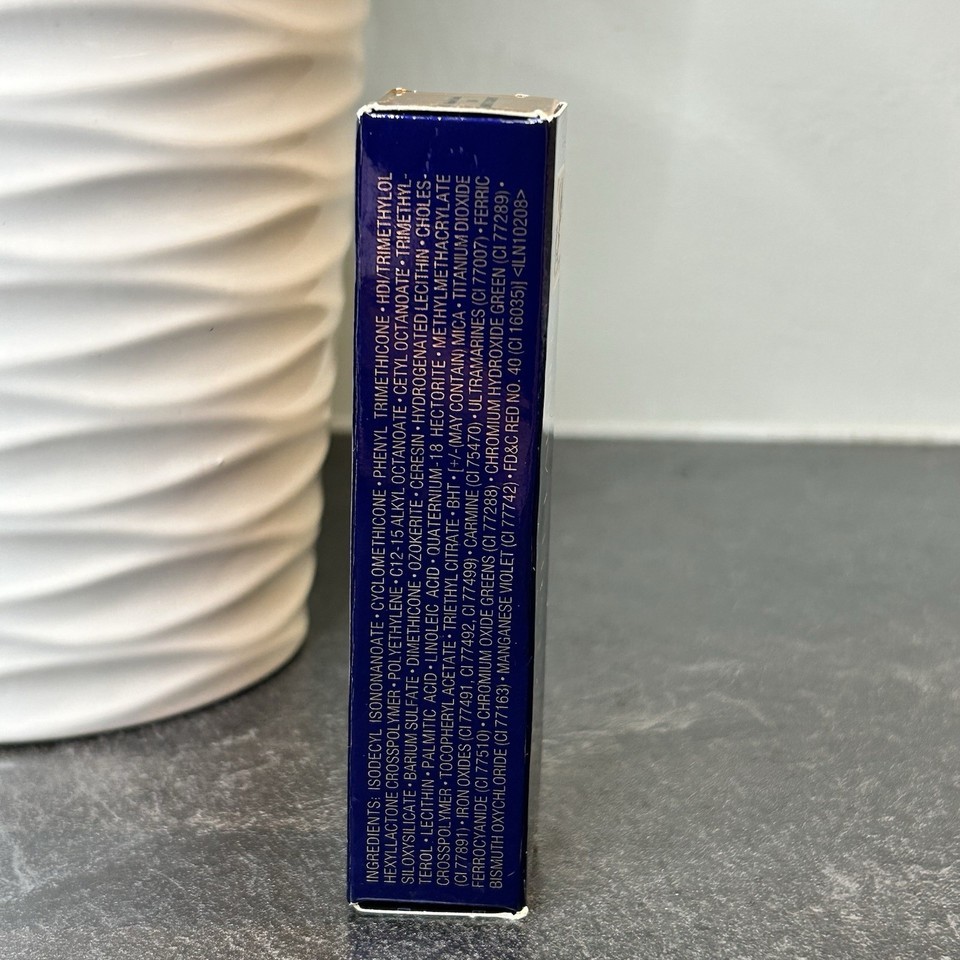 INGREDIENTS: ISODECYL ISONONANOATE • CYCLOMETHICONE • PHENYL TRIMETHICONE • HDI/TRIMETHYLOL
HEXYLLACTONE CROSSPOLYMER • POLYETHYLENE • C12-15 ALKYL OCTANOATE • CETYL OCTANOATE • TRIMETHYL-
SILOXYSILICATE • BARIUM SULFATE • DIMETHICONE • OZOKERITE • CERESIN • HYDROGENATED LECITHIN • CHOLES-
TEROL • LECITHIN • PALMITIC ACID • LINOLEIC ACID • QUATERNIUM-18 HECTORITE • METHYLMETHACRYLATE
CROSSPOLYMER • TOCOPHERYL ACETATE • TRIETHYL CITRATE • BHT • [+/-(MAY CONTAIN) MICA • TITANIUM DIOXIDE
(CI 77891) • IRON OXIDES (CI 77491, CI 77492, CI 77499) • CARMINE (CI 75470) • ULTRAMARINES (CI 77007) • FERRIC
FERROCYANIDE (CI 77510) • CHROMIUM OXIDE GREENS (CI 77288) • CHROMIUM HYDROXIDE GREEN (CI 77289) •
BISMUTH OXYCHLORIDE (CI 77163) • MANGANESE VIOLET (CI 77742) • FD&C RED NO. 40 (CI 16035)] <ILN10208>